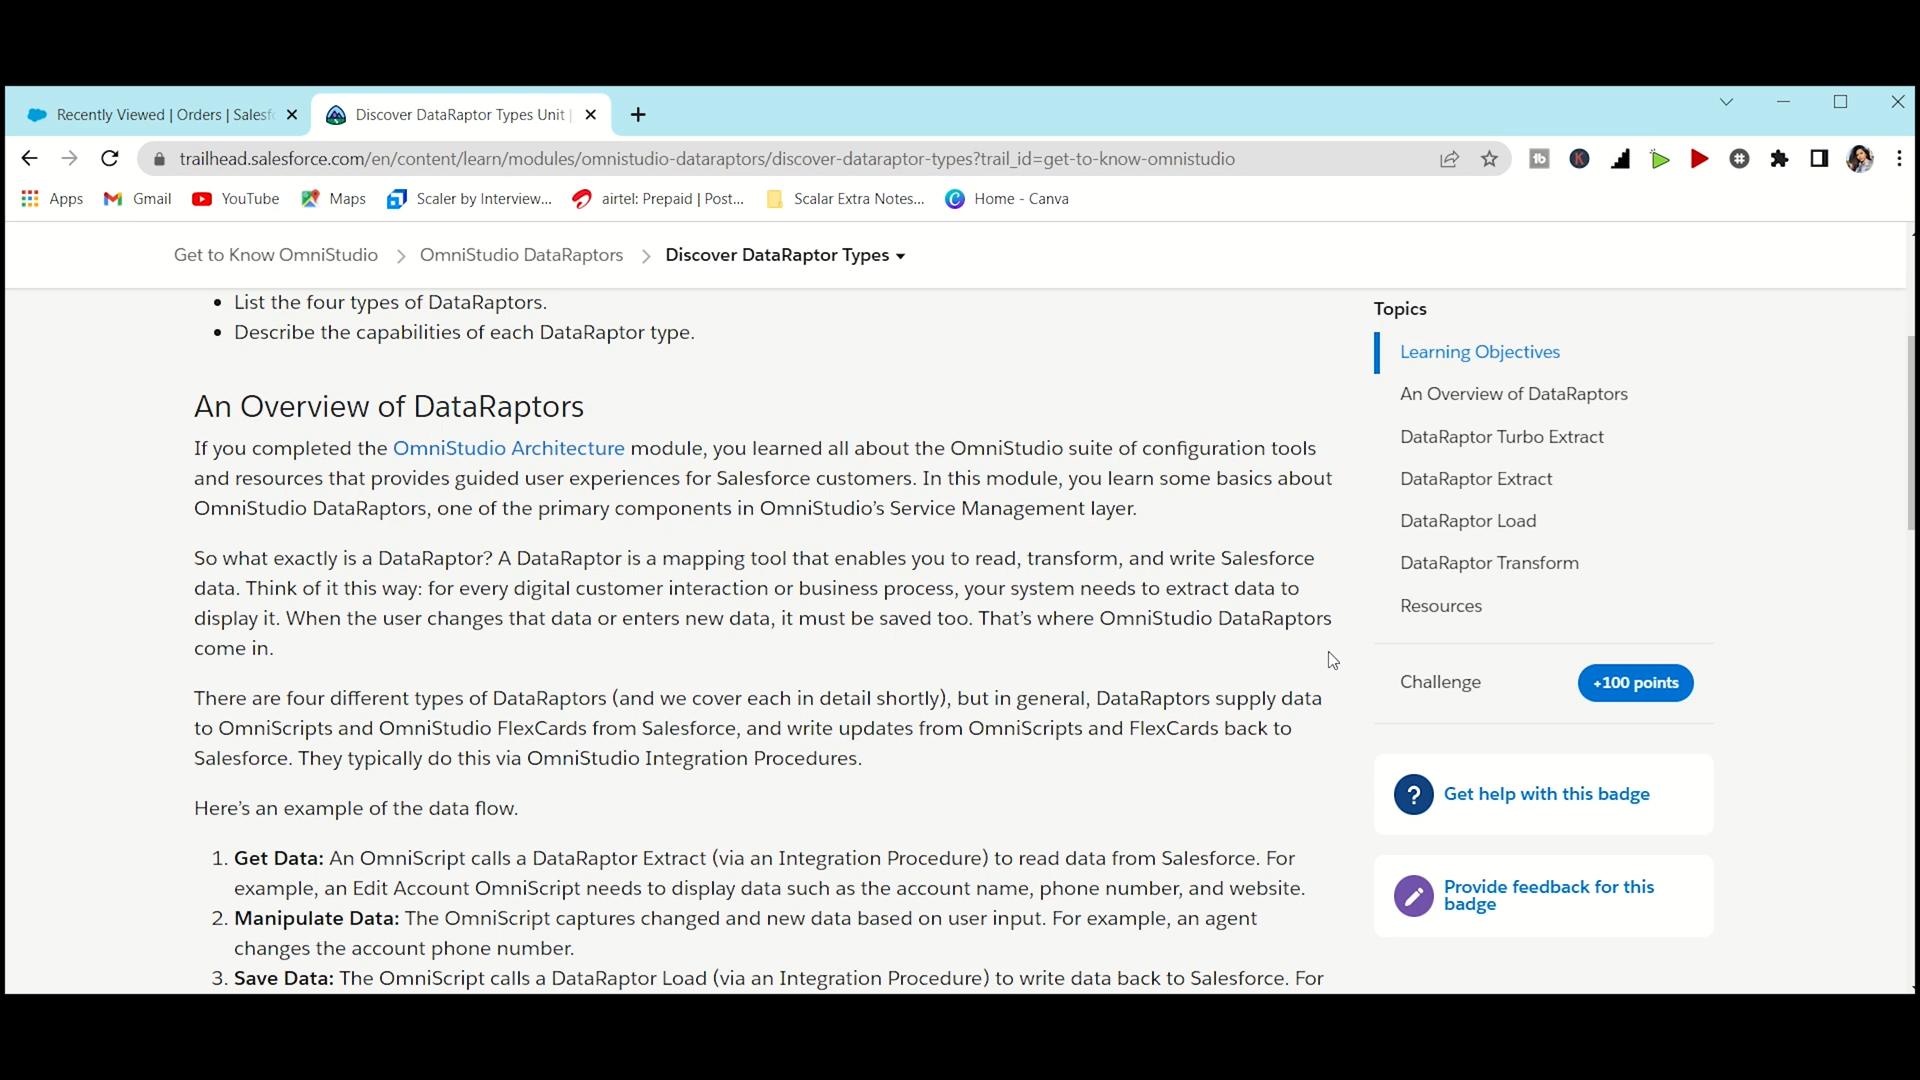 Recently Viewed | Orders | Salesf
Discover DataRaptor Types Unit |
trailhead.salesforce.com/en/content/learn/modules/omnistudio-dataraptors/discover-dataraptor-types?trail_id=get-to-know-omnistudio
Apps
Gmail
YouTube
Maps
Scaler by Interview...
airtel: Prepaid | Post...
Scalar Extra Notes...
Home - Canva
Get to Know OmniStudio
OmniStudio DataRaptors
Discover DataRaptor Types
• List the four types of DataRaptors.
• Describe the capabilities of each DataRaptor type.
An Overview of DataRaptors
If you completed the OmniStudio Architecture module, you learned all about the OmniStudio suite of configuration tools
and resources that provides guided user experiences for Salesforce customers. In this module, you learn some basics about
OmniStudio DataRaptors, one of the primary components in OmniStudio’s Service Management layer.
So what exactly is a DataRaptor? A DataRaptor is a mapping tool that enables you to read, transform, and write Salesforce
data. Think of it this way: for every digital customer interaction or business process, your system needs to extract data to
display it. When the user changes that data or enters new data, it must be saved too. That’s where OmniStudio DataRaptors
come in.
There are four different types of DataRaptors (and we cover each in detail shortly), but in general, DataRaptors supply data
to OmniScripts and OmniStudio FlexCards from Salesforce, and write updates from OmniScripts and FlexCards back to
Salesforce. They typically do this via OmniStudio Integration Procedures.
Here’s an example of the data flow.
1. Get Data: An OmniScript calls a DataRaptor Extract (via an Integration Procedure) to read data from Salesforce. For
example, an Edit Account OmniScript needs to display data such as the account name, phone number, and website.
2. Manipulate Data: The OmniScript captures changed and new data based on user input. For example, an agent
changes the account phone number.
3. Save Data: The OmniScript calls a DataRaptor Load (via an Integration Procedure) to write data back to Salesforce. For
Topics
Learning Objectives
An Overview of DataRaptors
DataRaptor Turbo Extract
DataRaptor Extract
DataRaptor Load
DataRaptor Transform
Resources
Challenge
+100 points
? Get help with this badge
Provide feedback for this
badge